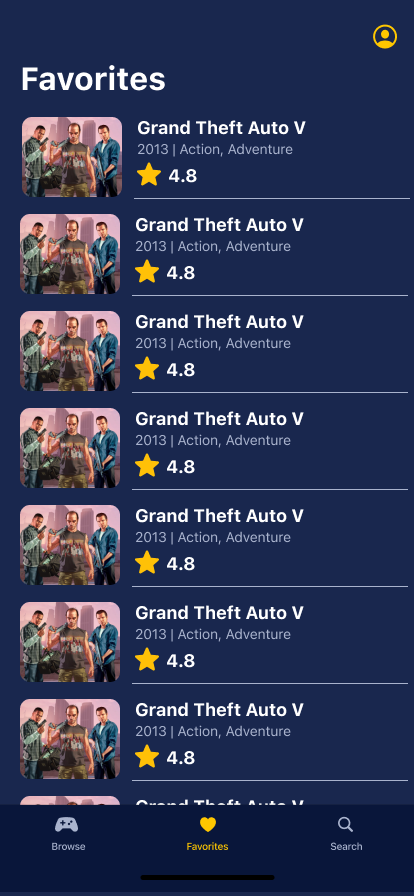 Favorites
Grand Theft Auto V
2013 | Action, Adventure
4.8
Grand Theft Auto V
2013 | Action, Adventure
4.8
Grand Theft Auto V
2013 | Action, Adventure
4.8
Grand Theft Auto V
2013 | Action, Adventure
4.8
Grand Theft Auto V
2013 | Action, Adventure
4.8
Grand Theft Auto V
2013 | Action, Adventure
4.8
Grand Theft Auto V
2013 | Action, Adventure
4.8
Grand Theft Auto V
Browse
Favorites
Search